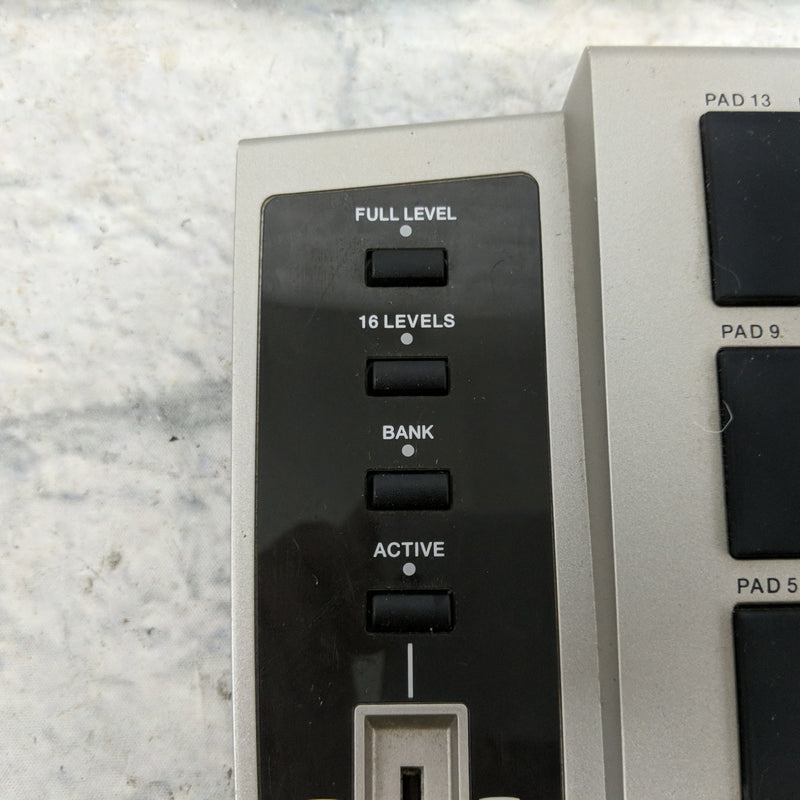 FULL LEVEL
16 LEVELS
BANK
ACTIVE
PAD 13
PAD 9
PAD 5